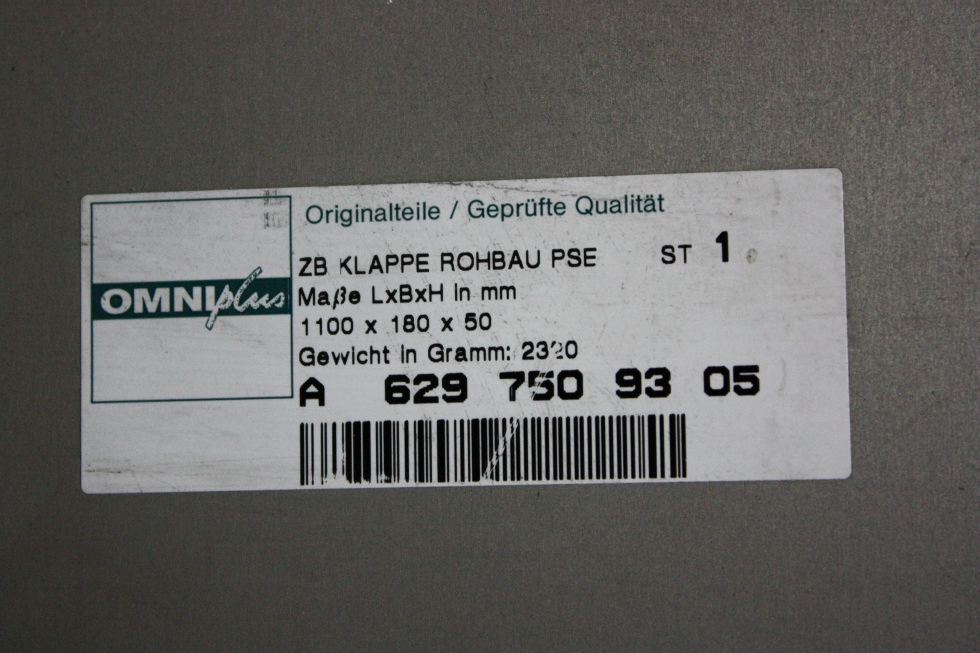 OMNIplus
Originalteile / Geprüfte Qualität
ZB KLAPPE ROHBAU PSE ST 1
Maße LxBxH in mm
1100 x 180 x 50
Gewicht in Gramm: 2320
A 629 750 93 05